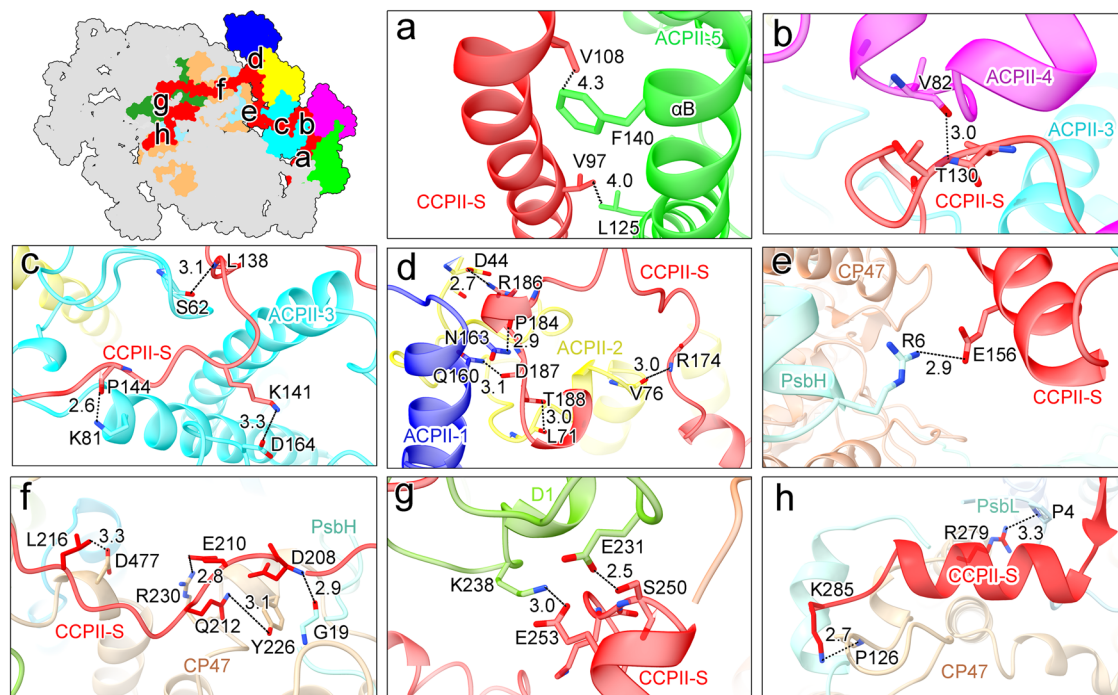 d
f
g
e
c
b
h
a
a
ACPII-5
V108
4.3
αB
F140
V97
4.0
CCPII-S
L125
b
ACPII-4
V82
3.0
ACPII-3
T130
CCPII-S
c
3.1
L138
S62
ACPII-3
CCPII-S
P144
K141
2.6
3.3
K81
D164
d
D44
CCPII-S
2.7
R186
P184
N163
2.9
ACPII-2
3.0
R174
Q160
D187
3.1
V76
T188
3.0
ACPII-1
L71
e
CP47
R6
E156
2.9
PsbH
CCPII-S
f
PsbH
L216
3.3
E210
D208
D477
2.8
2.9
R230
3.1
CCPII-S
Q212
G19
Y226
CP47
g
D1
E231
K238
2.5
S250
3.0
E253
CCPII-S
h
PsbL
P4
R279
3.3
CCPII-S
K285
2.7
P126
CP47